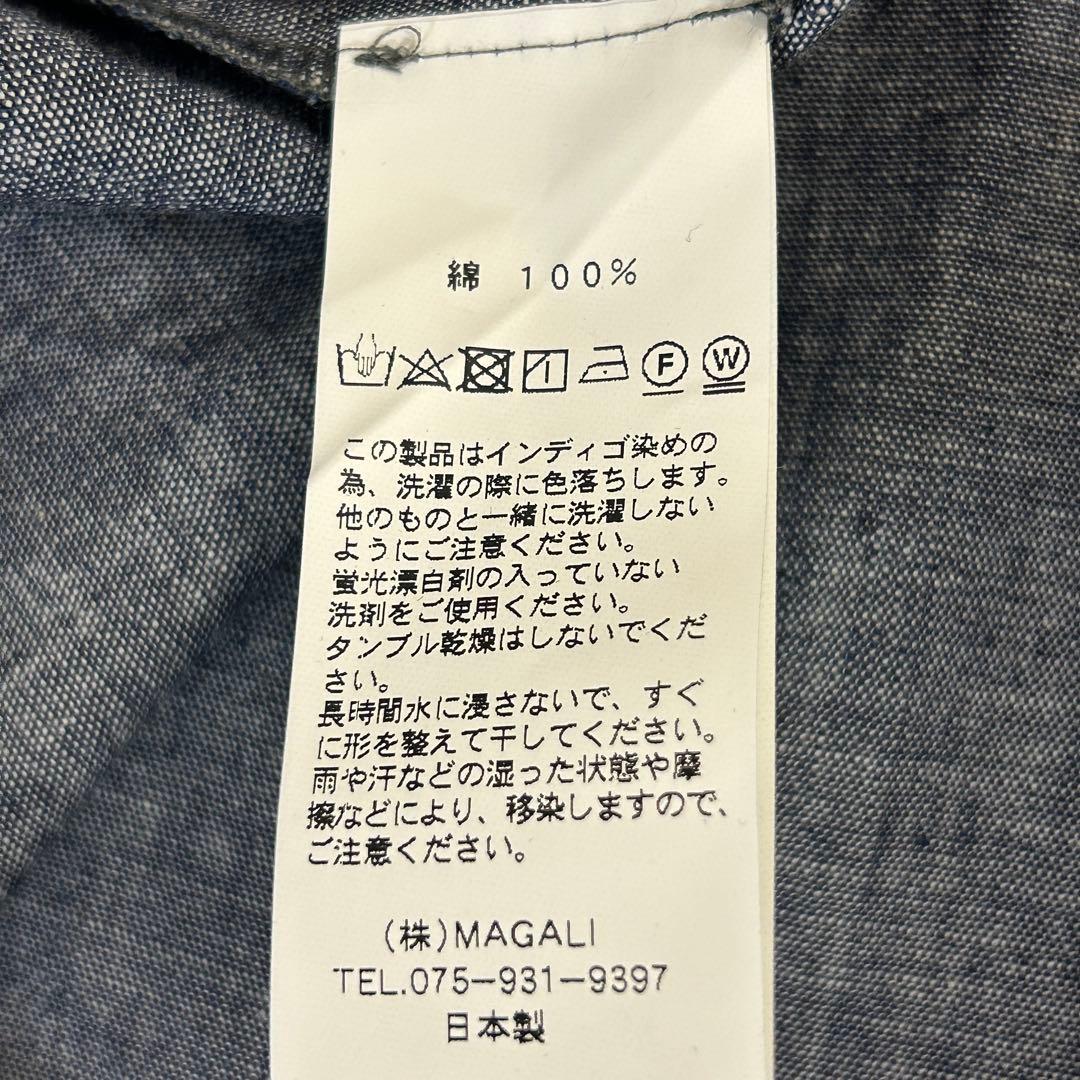 綿 100%
F W
この製品はインディゴ染めの
為、洗濯の際に色落ちします。
他のものと一緒に洗濯しない
ようにご注意ください。
蛍光漂白剤の入っていない
洗剤をご使用ください。
タンブル乾燥はしないでくだ
さい。
長時間水に浸さないで、すぐ
に形を整えて干してください。
雨や汗などの湿った状態や摩
擦などにより、移染しますので、
ご注意ください。
(株)MAGALI
TEL.075-931-9397
日本製